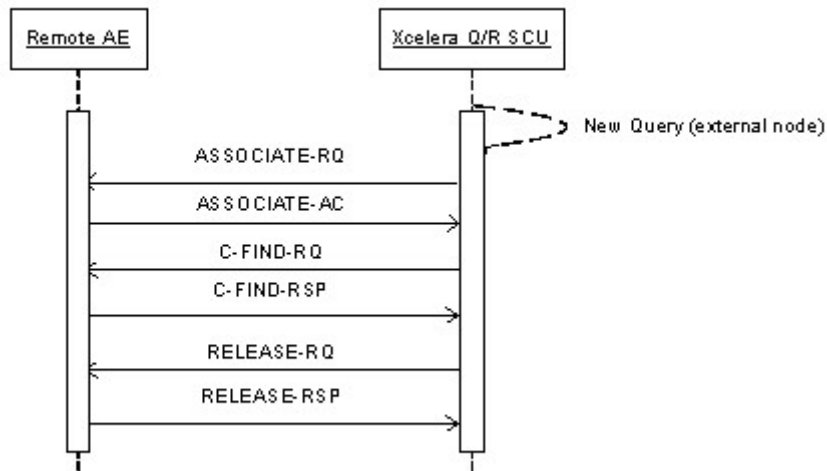 Remote AE
Xcelera Q/R SCU
New Query (external node)
ASSOCIATE-RQ
ASSOCIATE-AC
C-FIND-RQ
C-FIND-RSP
RELEASE-RQ
RELEASE-RSP